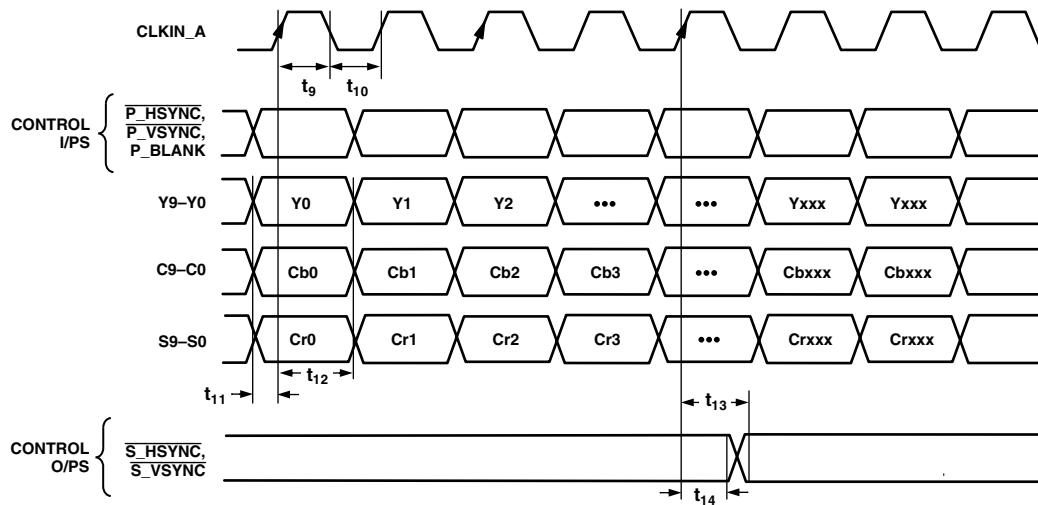 CLKIN_A
t9 t10
CONTROL
I/PS
P_HSYNC,
P_VSYNC,
P_BLANK
Y9–Y0 Y0 Y1 Y2 ••• ••• Yxxx Yxxx
C9–C0 Cb0 Cb1 Cb2 Cb3 ••• Cbxxx Cbxxx
S9–S0 Cr0 Cr1 Cr2 Cr3 ••• Crxxx Crxxx
t11 t12 t13
CONTROL
O/PS
S_HSYNC,
S_VSYNC
t14